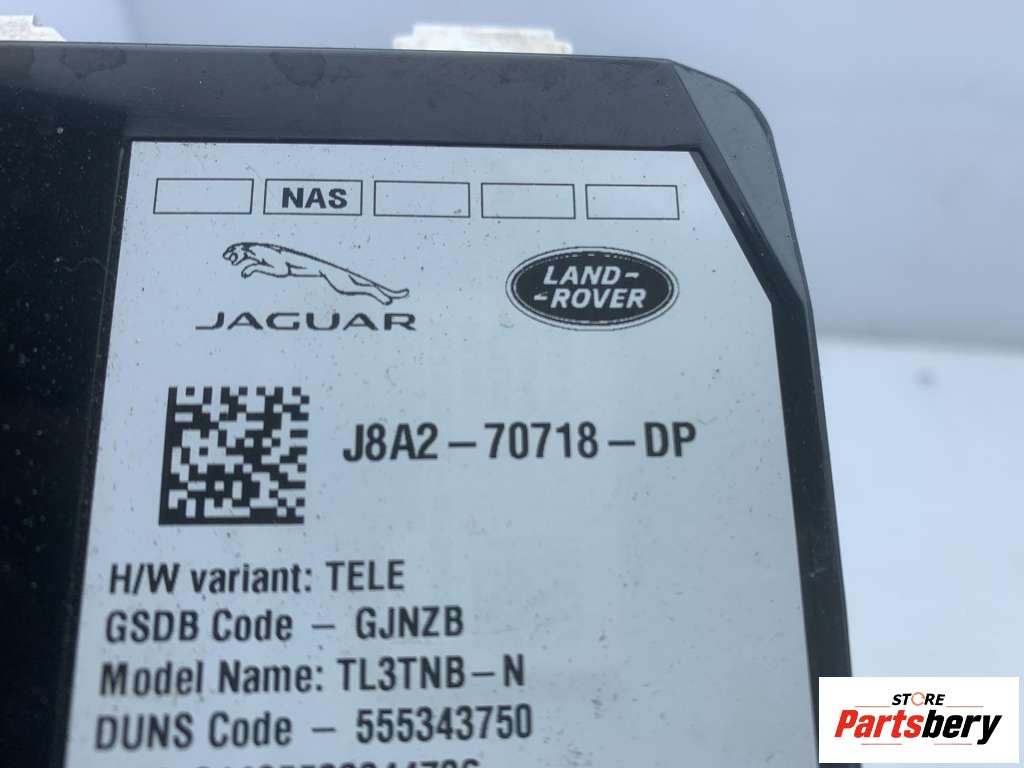 NAS
JAGUAR
LAND-
-ROVER
J8A2-70718-DP
H/W variant: TELE
GSDB Code - GJNZB
Model Name: TL3TNB-N
DUNS Code - 555343750
STORE
Partsbery